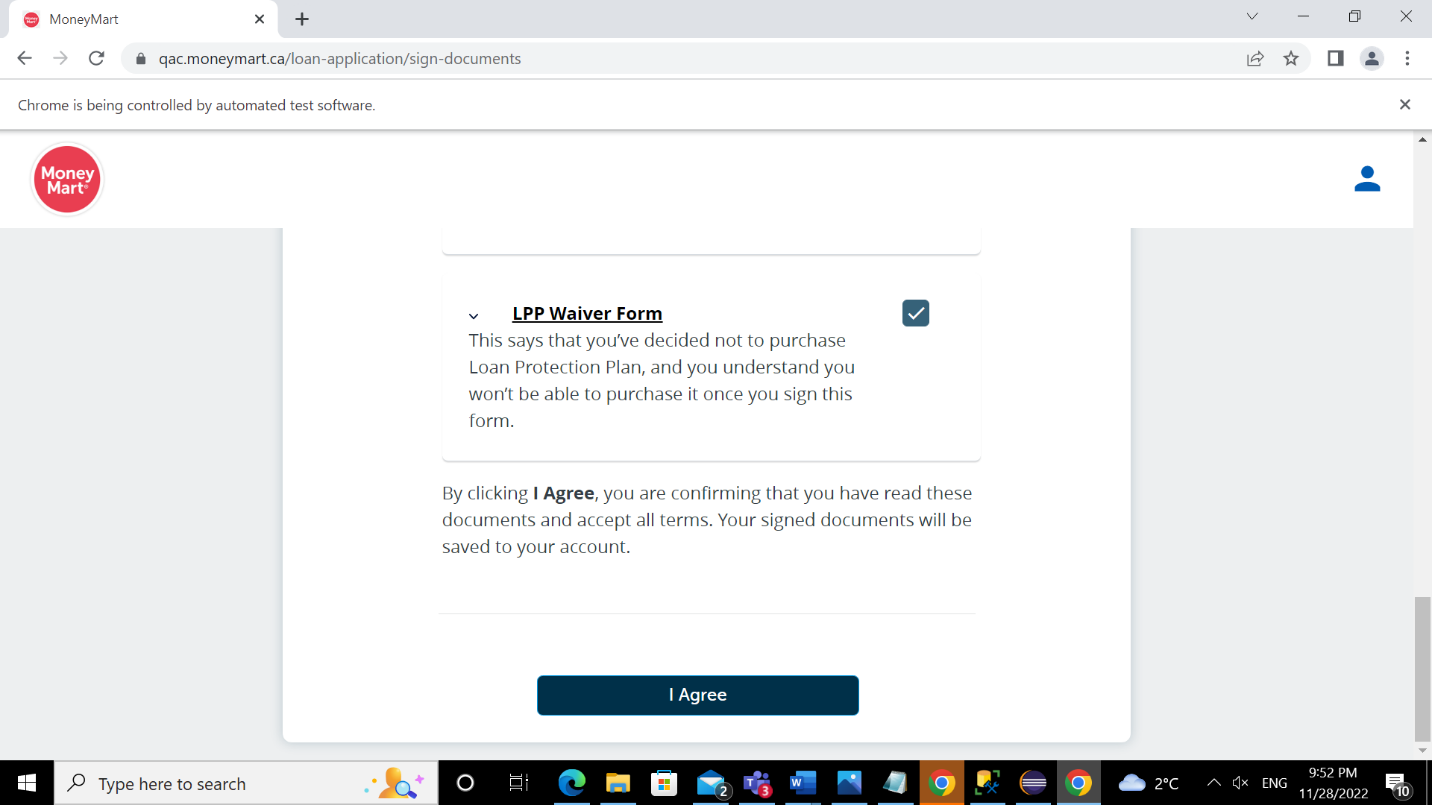 MoneyMart
qac.moneymart.ca/loan-application/sign-documents
Chrome is being controlled by automated test software.
Money
Mart
LPP Waiver Form
This says that you’ve decided not to purchase
Loan Protection Plan, and you understand you
won’t be able to purchase it once you sign this
form.
By clicking I Agree, you are confirming that you have read these
documents and accept all terms. Your signed documents will be
saved to your account.
I Agree
Type here to search
2
3
2°C
ENG
9:52 PM
11/28/2022
10